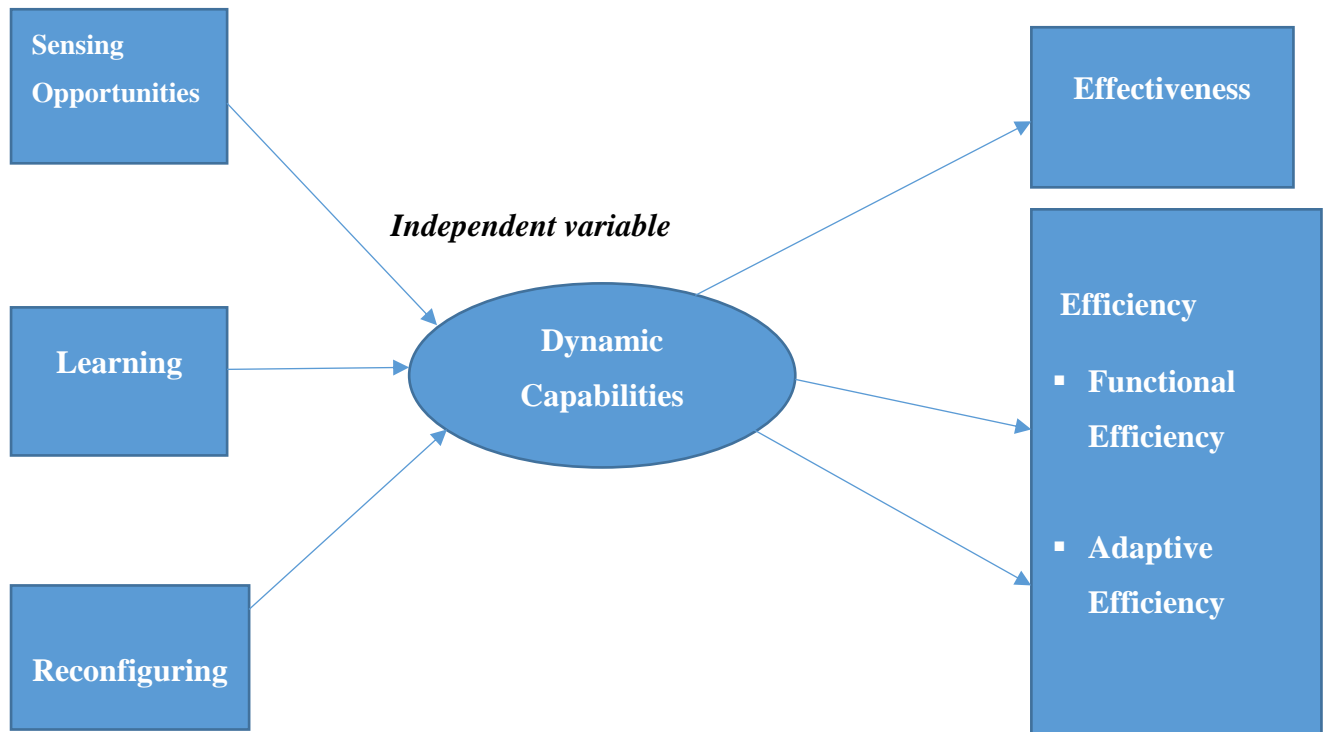 Sensing
Opportunities
Learning
Reconfiguring
Independent variable
Dynamic
Capabilities
Effectiveness
Efficiency
▪ Functional
Efficiency
▪ Adaptive
Efficiency